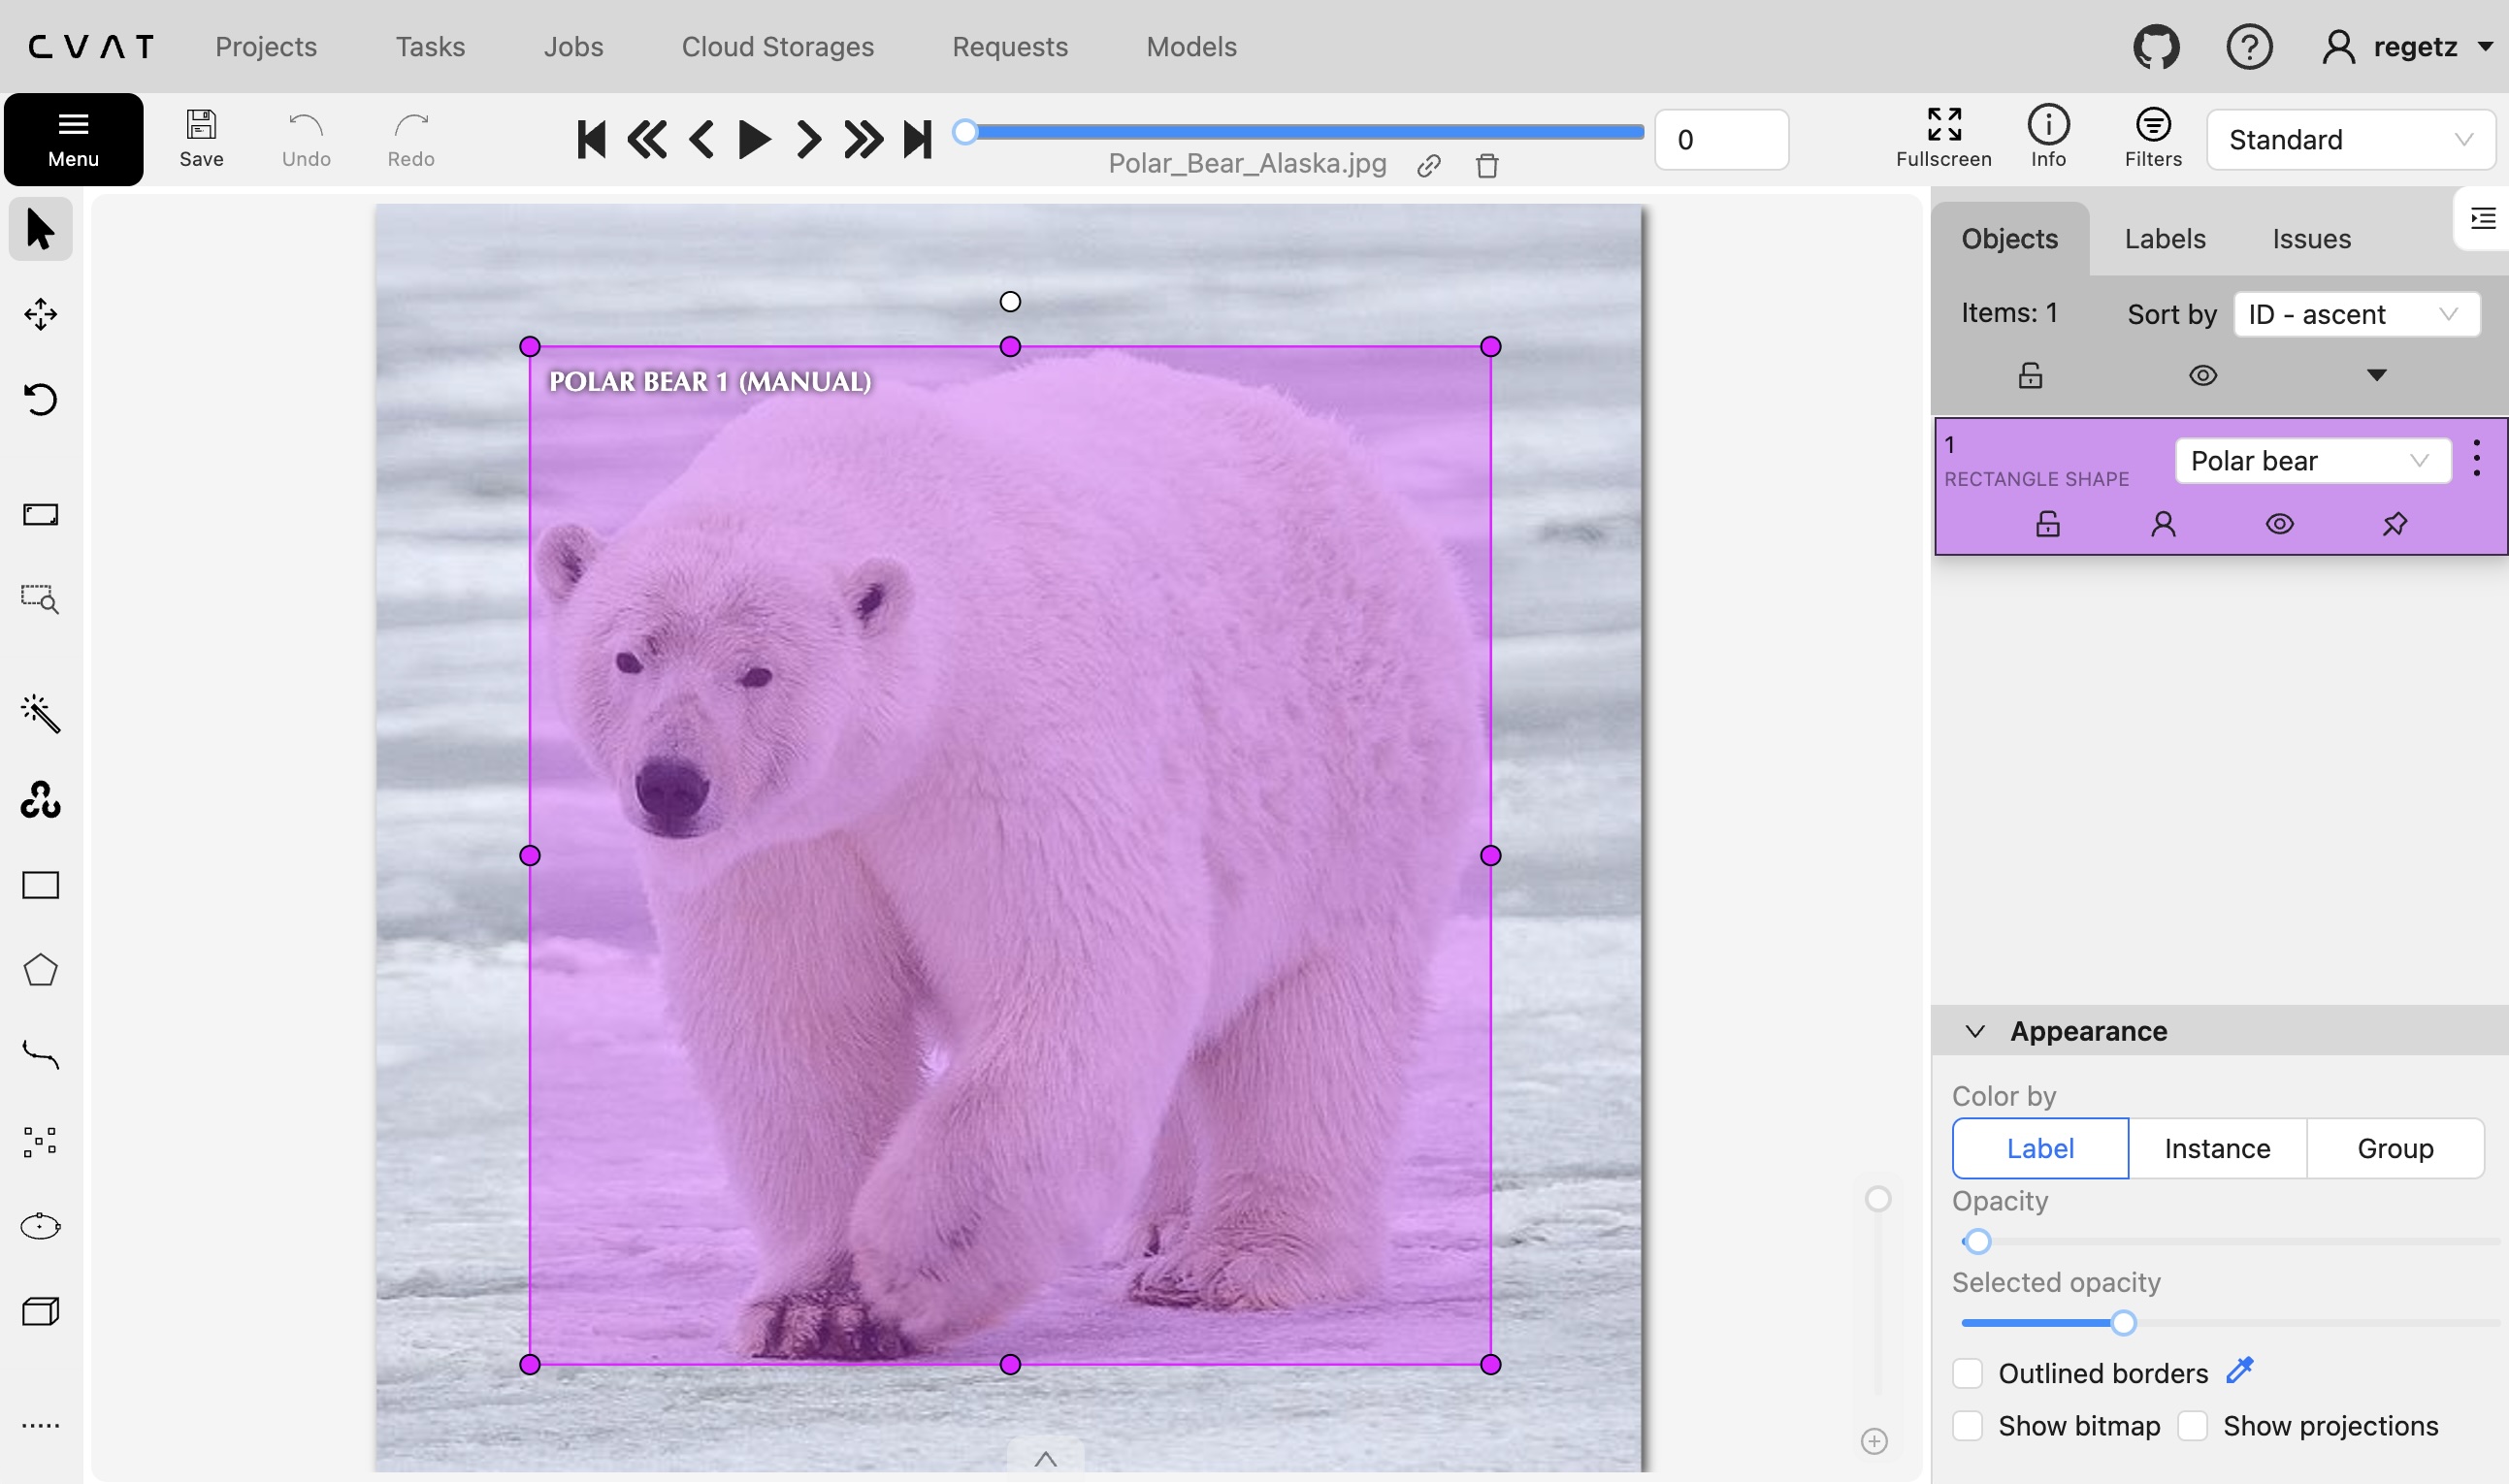 CVAT Projects Tasks Jobs Cloud Storages Requests Models regetz
Menu Save Undo Redo Polar_Bear_Alaska.jpg 0 Fullscreen Info Filters Standard
Objects Labels Issues
Items: 1 Sort by ID - ascent
POLAR BEAR 1 (MANUAL)
1
RECTANGLE SHAPE
Polar bear
Appearance
Color by
Label Instance Group
Opacity
Selected opacity
Outlined borders
Show bitmap Show projections